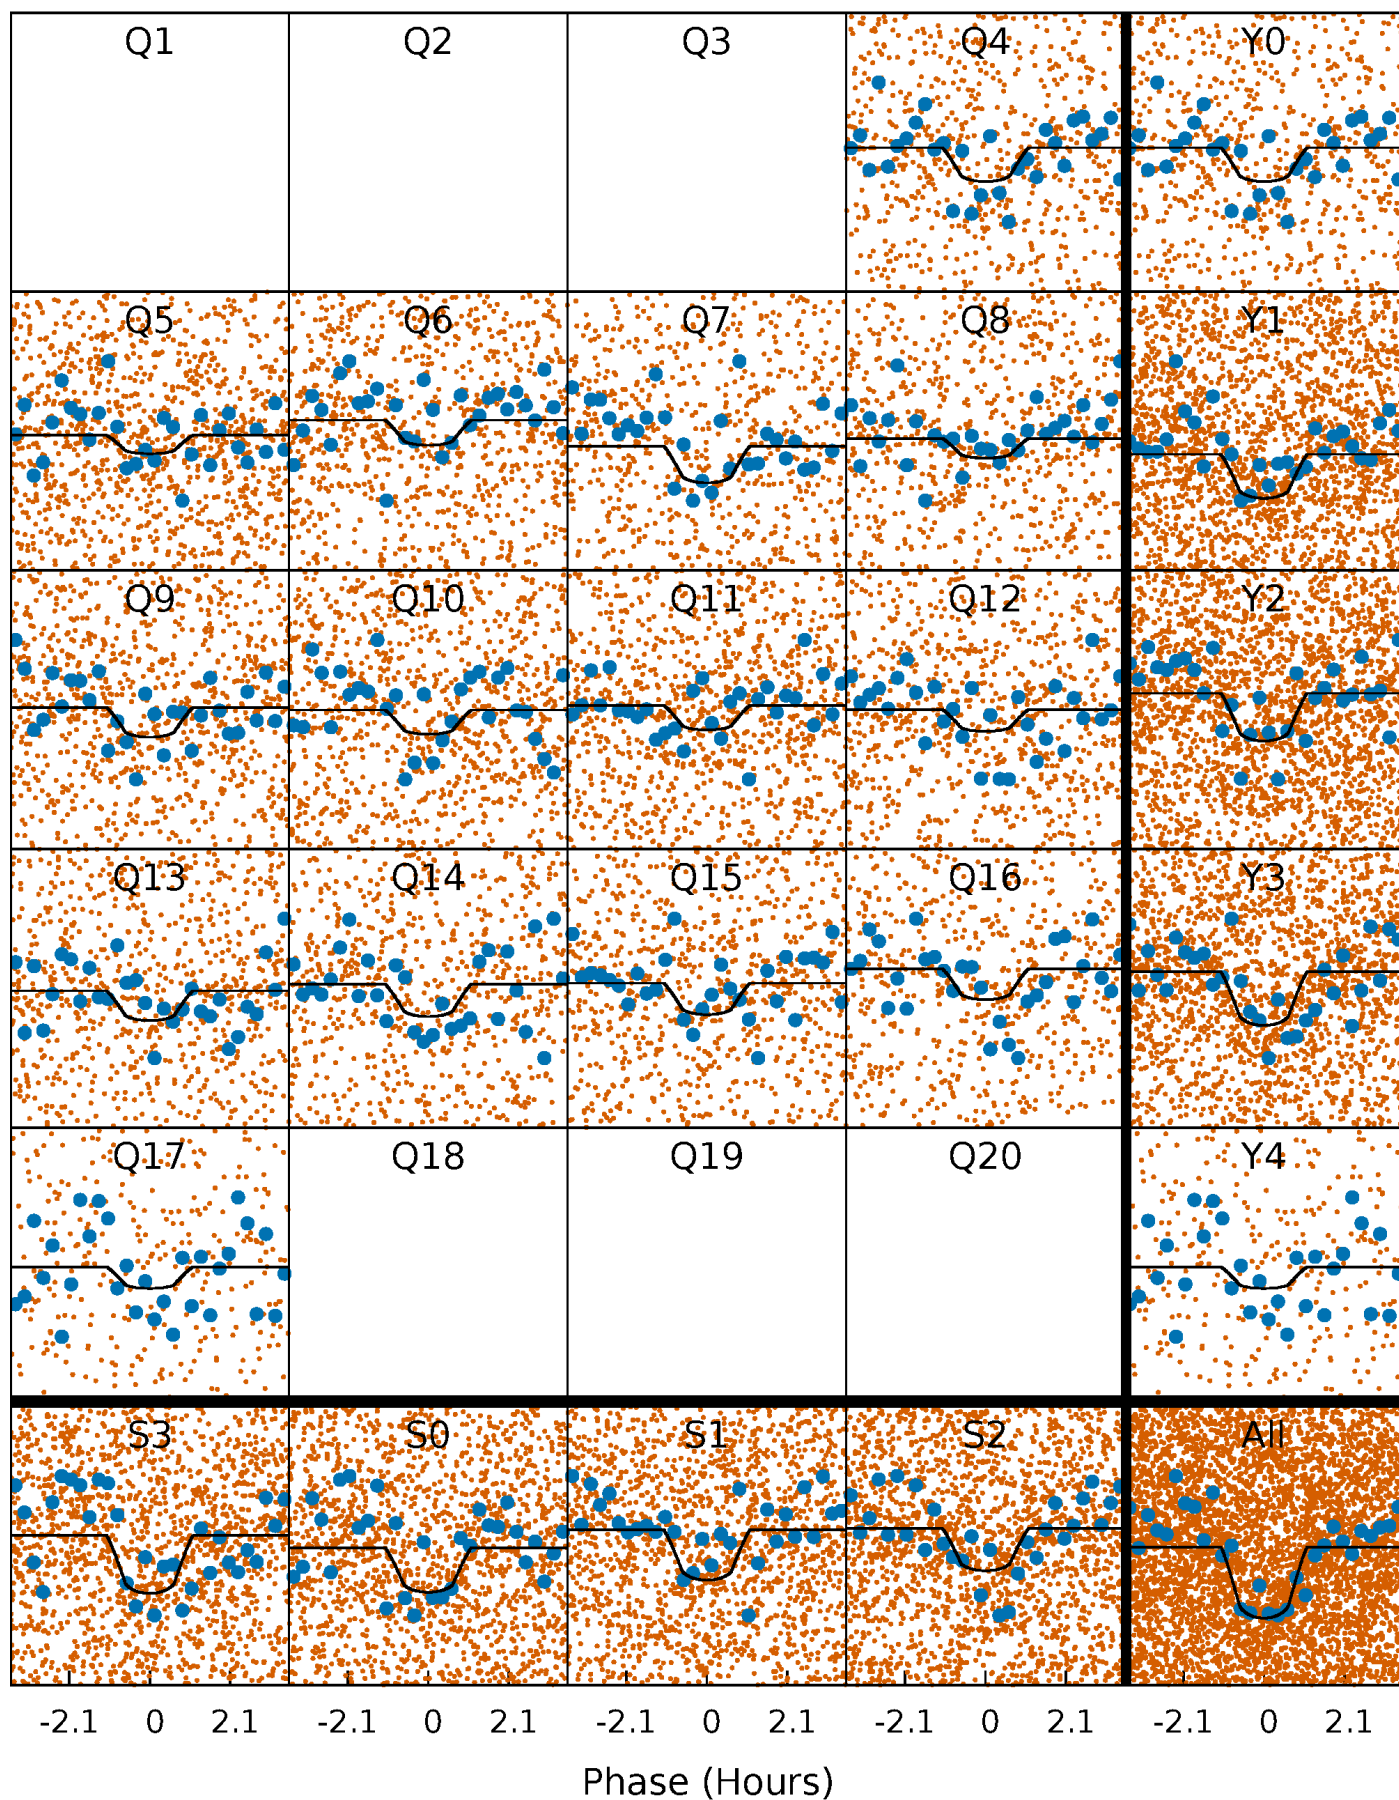 Q1 Q2 Q3 Q4 Y0
Q5 Q6 Q7 Q8 Y1
Q9 Q10 Q11 Q12 Y2
Q13 Q14 Q15 Q16 Y3
Q17 Q18 Q19 Q20 Y4
S3 S0 S1 S2 All
-2.1 0 2.1 -2.1 0 2.1 -2.1 0 2.1 -2.1 0 2.1 -2.1 0 2.1
Phase (Hours)